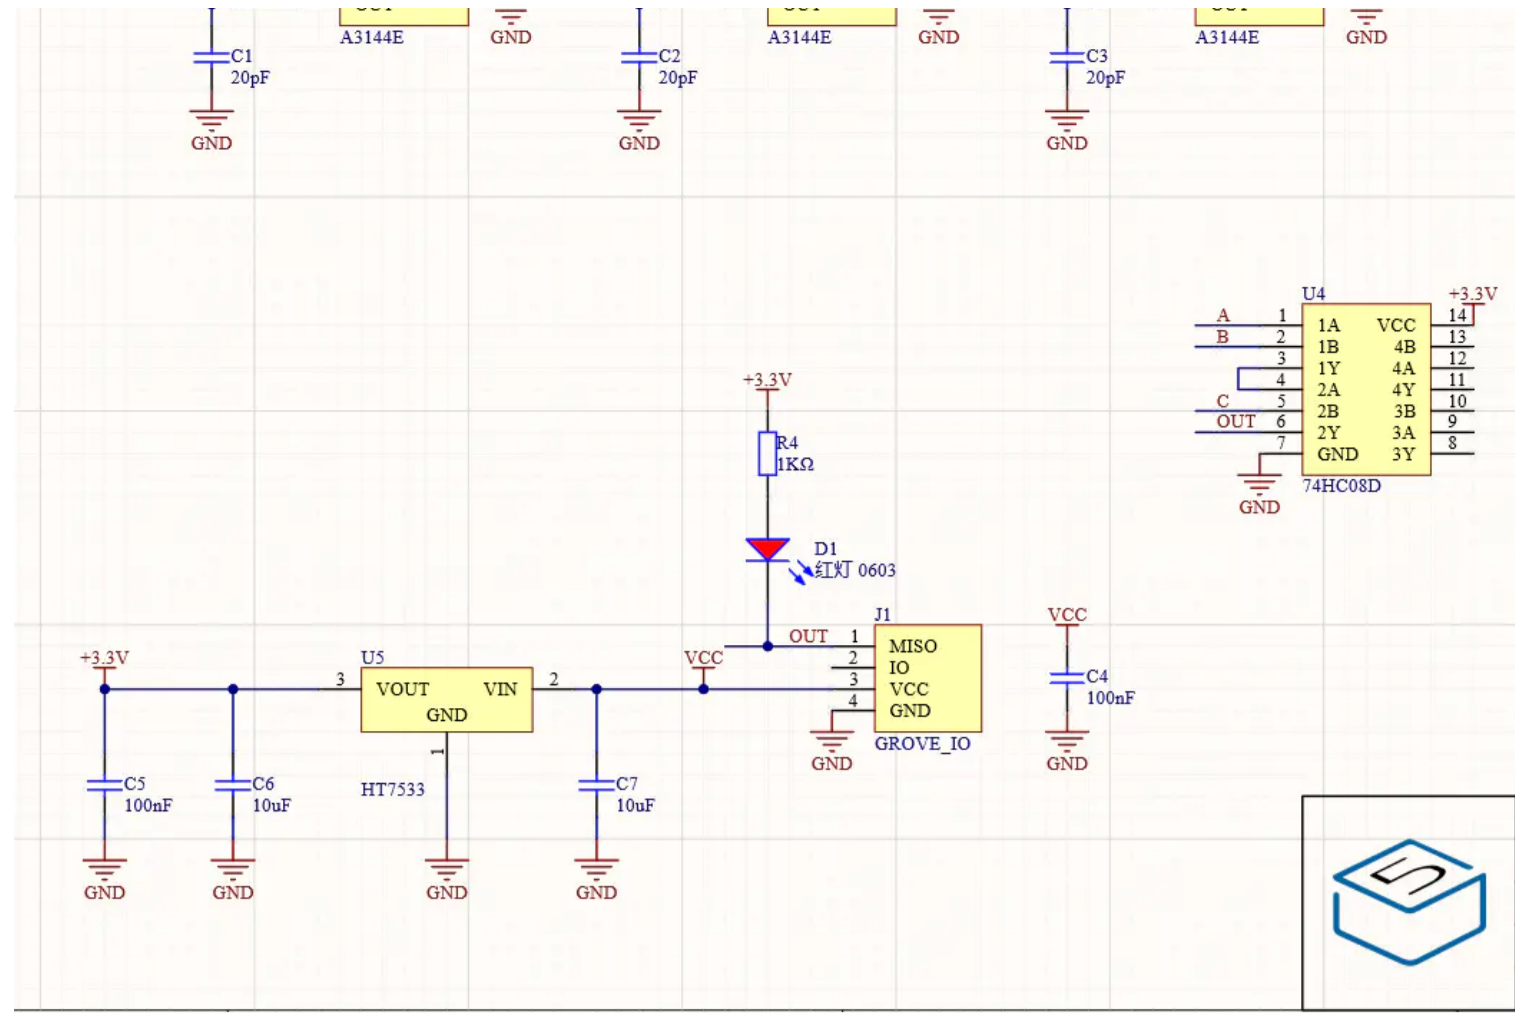 A3144E
GND
A3144E
GND
A3144E
GND
C1
20pF
C2
20pF
C3
20pF
GND
GND
GND
U4
+3.3V
A
1
1A
VCC
14
B
2
1B
4B
13
3
1Y
4A
12
4
2A
4Y
11
C
5
2B
3B
10
OUT
6
2Y
3A
9
7
GND
3Y
8
GND
74HC08D
+3.3V
R4
1KΩ
D1
红灯 0603
J1
OUT
1
MISO
2
IO
3
VCC
4
GND
GND
GROVE_IO
VCC
C4
100nF
GND
+3.3V
U5
3
VOUT
VIN
2
GND
1
HT7533
VCC
C5
100nF
C6
10uF
C7
10uF
GND
GND
GND
GND
5